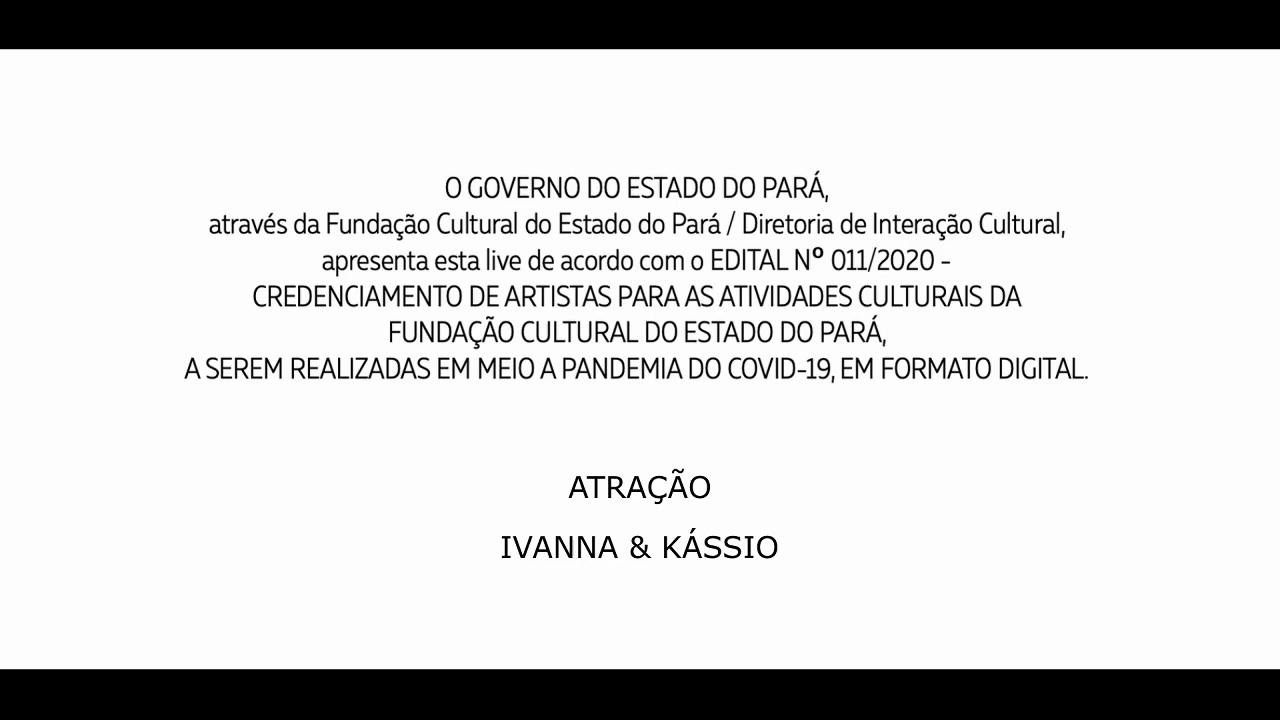 O GOVERNO DO ESTADO DO PARÁ,
através da Fundação Cultural do Estado do Pará / Diretoria de Interação Cultural,
apresenta esta live de acordo com o EDITAL Nº 011/2020 -
CREDENCIAMENTO DE ARTISTAS PARA AS ATIVIDADES CULTURAIS DA
FUNDAÇÃO CULTURAL DO ESTADO DO PARÁ,
A SEREM REALIZADAS EM MEIO A PANDEMIA DO COVID-19, EM FORMATO DIGITAL.
ATRAÇÃO
IVANNA & KÁSSIO